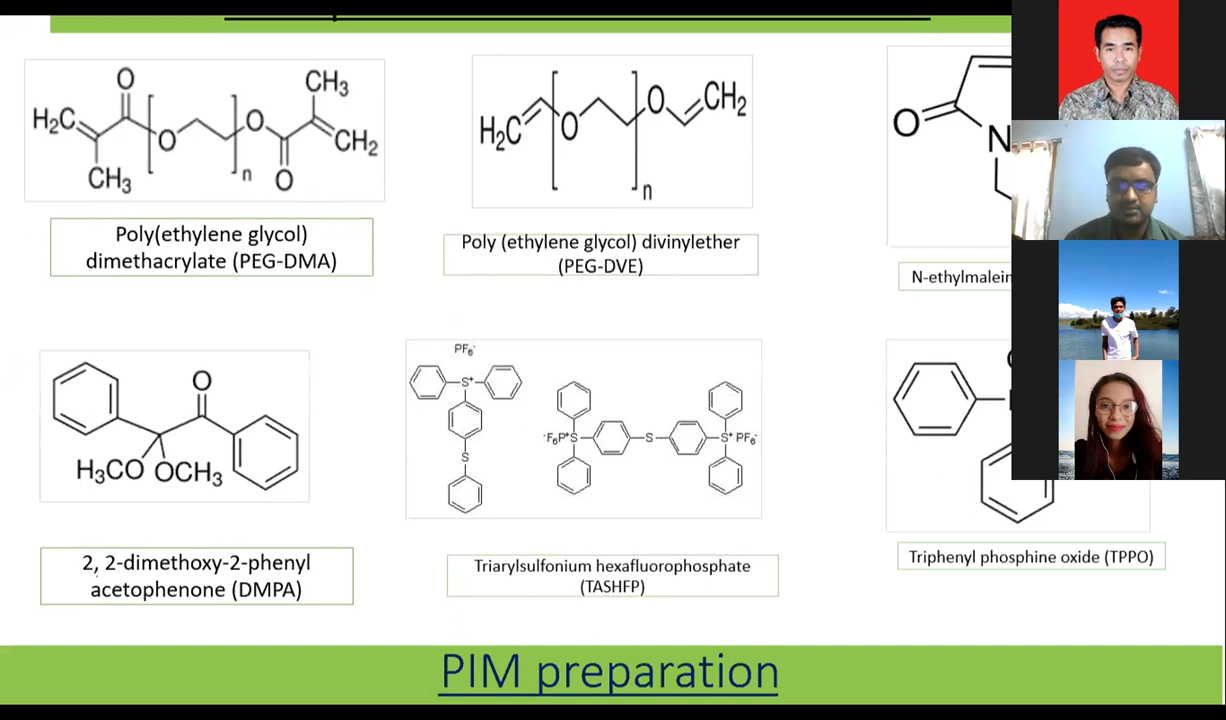 H₂C
O
CH₃
O
n
O
O
CH₃
CH₂
Poly(ethylene glycol)
dimethacrylate (PEG-DMA)
H₂C
O
n
O
CH₂
Poly (ethylene glycol) divinylether
(PEG-DVE)
O
N
N-ethylmalei
O
H₃CO OCH₃
2, 2-dimethoxy-2-phenyl
acetophenone (DMPA)
PF₆⁻
S⁺
S
⁻F₆P⁺S
S
S⁺ PF₆⁻
Triarylsulfonium hexafluorophosphate
(TASHFP)
Triphenyl phosphine oxide (TPPO)
PIM preparation